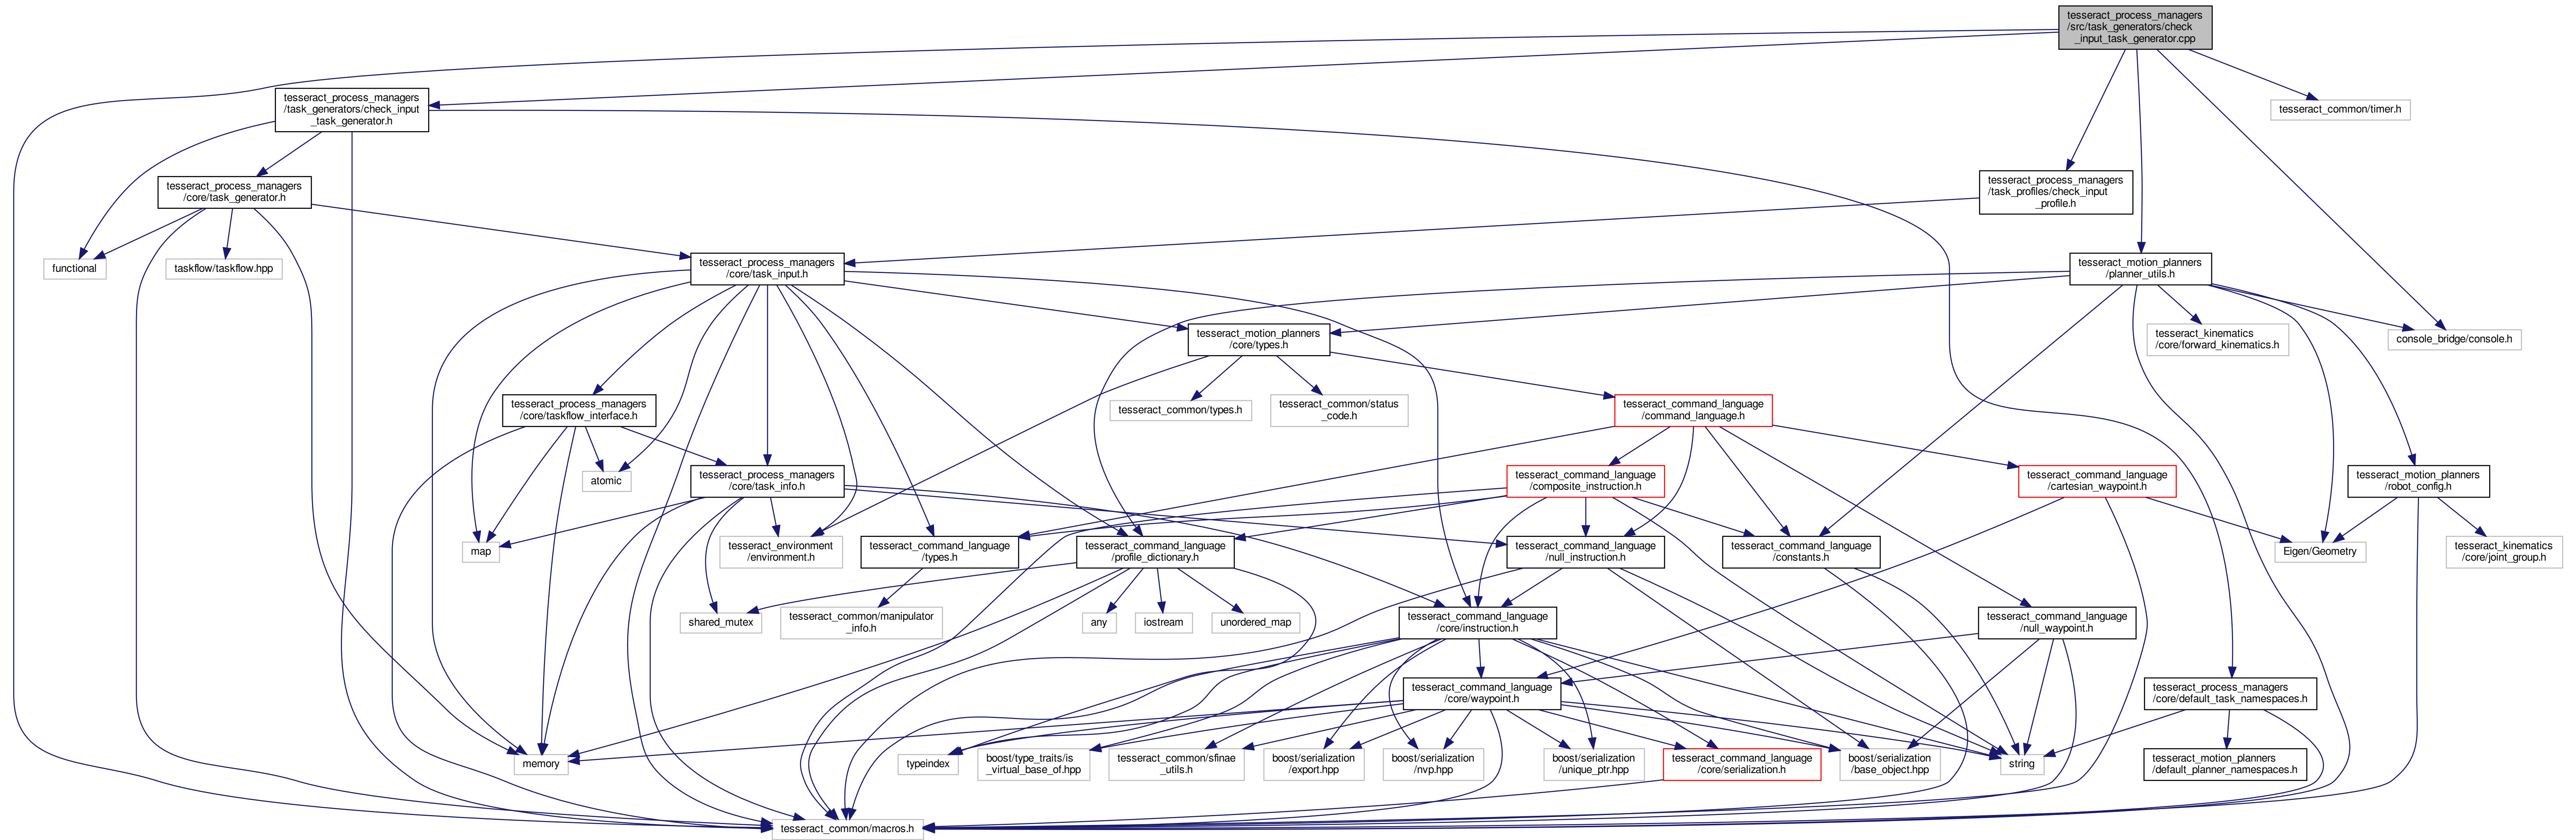 tesseract_process_managers
/src/task_generators/check
_input_task_generator.cpp
tesseract_process_managers
/task_generators/check_input
_task_generator.h
tesseract_common/timer.h
tesseract_process_managers
/core/task_generator.h
tesseract_process_managers
/task_profiles/check_input
_profile.h
functional
taskflow/taskflow.hpp
tesseract_process_managers
/core/task_input.h
tesseract_motion_planners
/planner_utils.h
tesseract_motion_planners
/core/types.h
tesseract_kinematics
/core/forward_kinematics.h
console_bridge/console.h
tesseract_process_managers
/core/taskflow_interface.h
tesseract_common/types.h
tesseract_common/status
_code.h
tesseract_command_language
/command_language.h
atomic
tesseract_process_managers
/core/task_info.h
tesseract_command_language
/composite_instruction.h
tesseract_command_language
/cartesian_waypoint.h
tesseract_motion_planners
/robot_config.h
map
tesseract_environment
/environment.h
tesseract_command_language
/types.h
tesseract_command_language
/profile_dictionary.h
tesseract_command_language
/null_instruction.h
tesseract_command_language
/constants.h
Eigen/Geometry
tesseract_kinematics
/core/joint_group.h
shared_mutex
tesseract_common/manipulator
_info.h
any
iostream
unordered_map
tesseract_command_language
/core/instruction.h
tesseract_command_language
/null_waypoint.h
tesseract_command_language
/core/waypoint.h
tesseract_process_managers
/core/default_task_namespaces.h
memory
typeindex
boost/type_traits/is
_virtual_base_of.hpp
tesseract_common/sfinae
_utils.h
boost/serialization
/export.hpp
boost/serialization
/nvp.hpp
boost/serialization
/unique_ptr.hpp
tesseract_command_language
/core/serialization.h
boost/serialization
/base_object.hpp
string
tesseract_motion_planners
/default_planner_namespaces.h
tesseract_common/macros.h